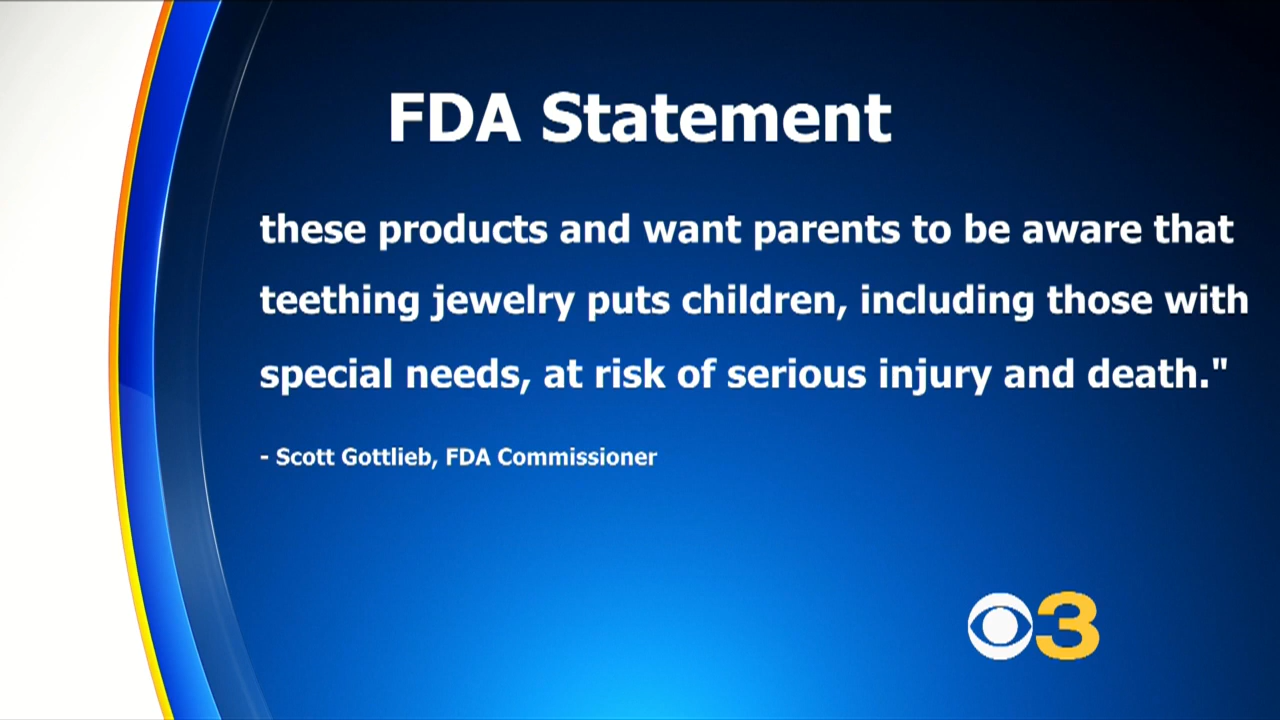 FDA Statement
these products and want parents to be aware that
teething jewelry puts children, including those with
special needs, at risk of serious injury and death."
- Scott Gottlieb, FDA Commissioner
3